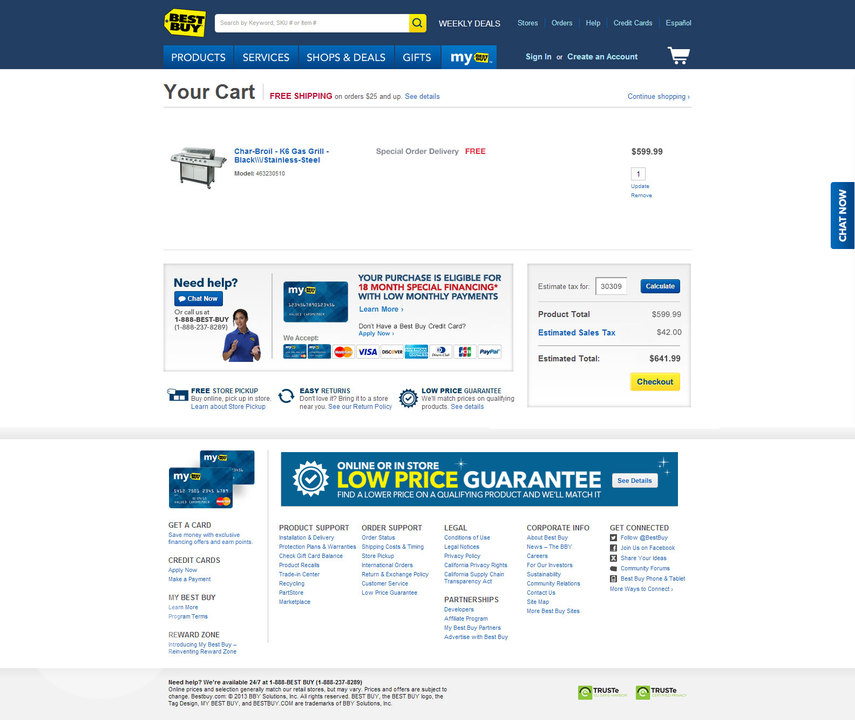 BEST BUY
Search by Keyword, SKU # or Item #
WEEKLY DEALS
Stores
Orders
Help
Credit Cards
Español
PRODUCTS
SERVICES
SHOPS & DEALS
GIFTS
my BEST BUY
Sign In or Create an Account
Your Cart
FREE SHIPPING on orders $25 and up. See details
Continue shopping ›
Char-Broil - K6 Gas Grill -
Black\\\/Stainless-Steel
Model: 463230510
Special Order Delivery FREE
$599.99
1
Update
Remove
CHAT NOW
Need help?
Chat Now
Or call us at
1-888-BEST-BUY
(1-888-237-8289)
my BEST BUY
VALUED CARDMEMBER
YOUR PURCHASE IS ELIGIBLE FOR
18 MONTH SPECIAL FINANCING*
WITH LOW MONTHLY PAYMENTS
Learn More ›
Don't Have a Best Buy Credit Card?
Apply Now ›
We Accept:
VISA
DISCOVER
JCB
PayPal
Estimate tax for: 30309 Calculate
Product Total $599.99
Estimated Sales Tax $42.00
Estimated Total: $641.99
Checkout
FREE STORE PICKUP
Buy online, pick up in store.
Learn about Store Pickup
EASY RETURNS
Don't love it? Bring it to a store
near you. See our Return Policy
LOW PRICE GUARANTEE
We'll match prices on qualifying
products. See details
my BEST BUY
my BEST BUY
GET A CARD
Save money with exclusive
financing offers and earn points.
CREDIT CARDS
Apply Now
Make a Payment
MY BEST BUY
Learn More
Program Terms
REWARD ZONE
Introducing My Best Buy –
Reinventing Reward Zone
ONLINE OR IN STORE
LOW PRICE GUARANTEE
FIND A LOWER PRICE ON A QUALIFYING PRODUCT AND WE'LL MATCH IT
See Details
PRODUCT SUPPORT
Installation & Delivery
Protection Plans & Warranties
Check Gift Card Balance
Product Recalls
Trade-in Center
Recycling
PartStore
Marketplace
ORDER SUPPORT
Order Status
Shipping Costs & Timing
Store Pickup
International Orders
Return & Exchange Policy
Customer Service
Low Price Guarantee
LEGAL
Conditions of Use
Legal Notices
Privacy Policy
California Privacy Rights
California Supply Chain
Transparency Act
PARTNERSHIPS
Developers
Affiliate Program
My Best Buy Partners
Advertise with Best Buy
CORPORATE INFO
About Best Buy
News – The BBY
Careers
For Our Investors
Sustainability
Community Relations
Contact Us
Site Map
More Best Buy Sites
GET CONNECTED
Follow @BestBuy
Join Us on Facebook
Share Your Ideas
Community Forums
Best Buy Phone & Tablet
More Ways to Connect ›
Need help? We're available 24/7 at 1-888-BEST BUY (1-888-237-8289)
Online prices and selection generally match our retail stores, but may vary. Prices and offers are subject to
change. Bestbuy.com: © 2013 BBY Solutions, Inc. All rights reserved. BEST BUY, the BEST BUY logo, the
Tag Design, MY BEST BUY, and BESTBUY.COM are trademarks of BBY Solutions, Inc.
TRUSTe
TRUSTe